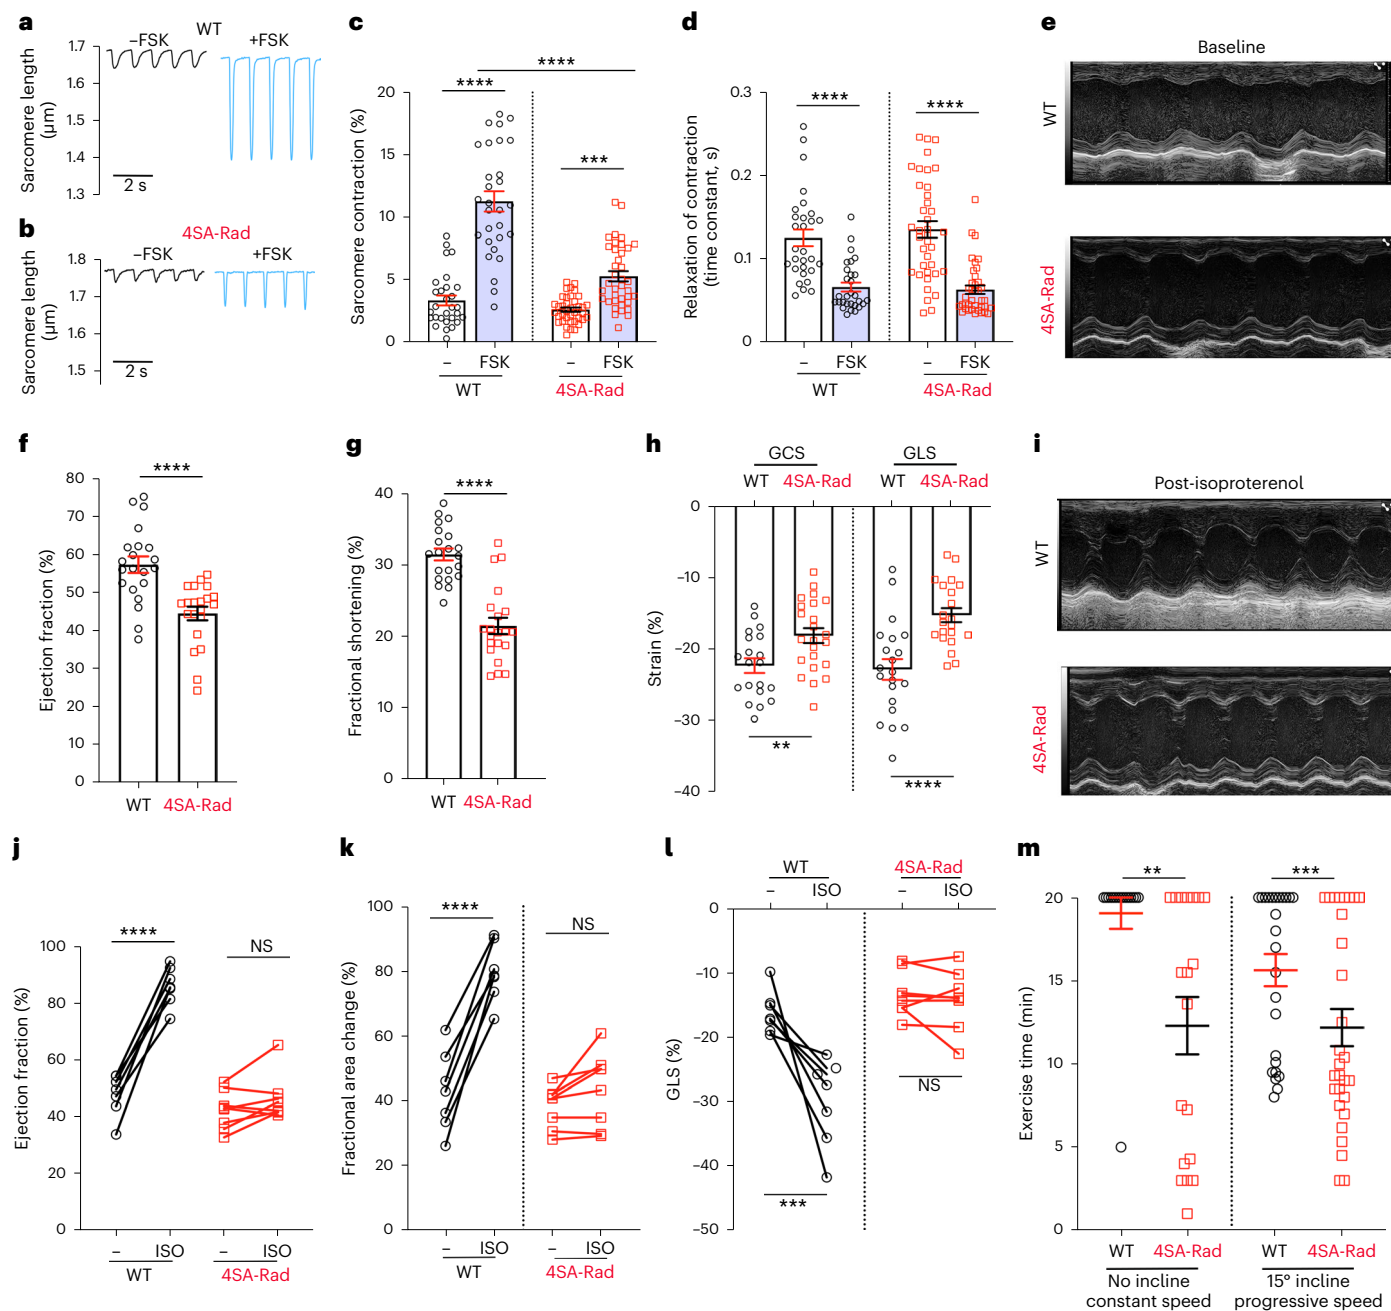 a
WT
–FSK
+FSK
Sarcomere length
(µm)
1.7
1.6
1.5
1.4
1.3
2 s
b
4SA-Rad
–FSK
+FSK
Sarcomere length
(µm)
1.8
1.7
1.6
1.5
2 s
c
Sarcomere contraction (%)
20
15
10
5
0
****
****
***
–
FSK
–
FSK
WT
4SA-Rad
d
Relaxation of contraction
(time constant, s)
0.3
0.2
0.1
0
****
****
–
FSK
–
FSK
WT
4SA-Rad
e
Baseline
WT
4SA-Rad
f
Ejection fraction (%)
80
70
60
50
40
30
20
10
0
****
WT
4SA-Rad
g
Fractional shortening (%)
40
30
20
10
0
****
WT
4SA-Rad
h
GCS
GLS
WT
4SA-Rad
WT
4SA-Rad
Strain (%)
0
–10
–20
–30
–40
**
****
i
Post-isoproterenol
WT
4SA-Rad
j
Ejection fraction (%)
100
80
60
40
20
0
****
NS
–
ISO
–
ISO
WT
4SA-Rad
k
Fractional area change (%)
100
80
60
40
20
0
****
NS
–
ISO
–
ISO
WT
4SA-Rad
l
WT
4SA-Rad
–
ISO
–
ISO
GLS (%)
0
–10
–20
–30
–40
–50
***
NS
m
Exercise time (min)
20
15
10
5
0
**
***
WT
4SA-Rad
WT
4SA-Rad
No incline
constant speed
15° incline
progressive speed